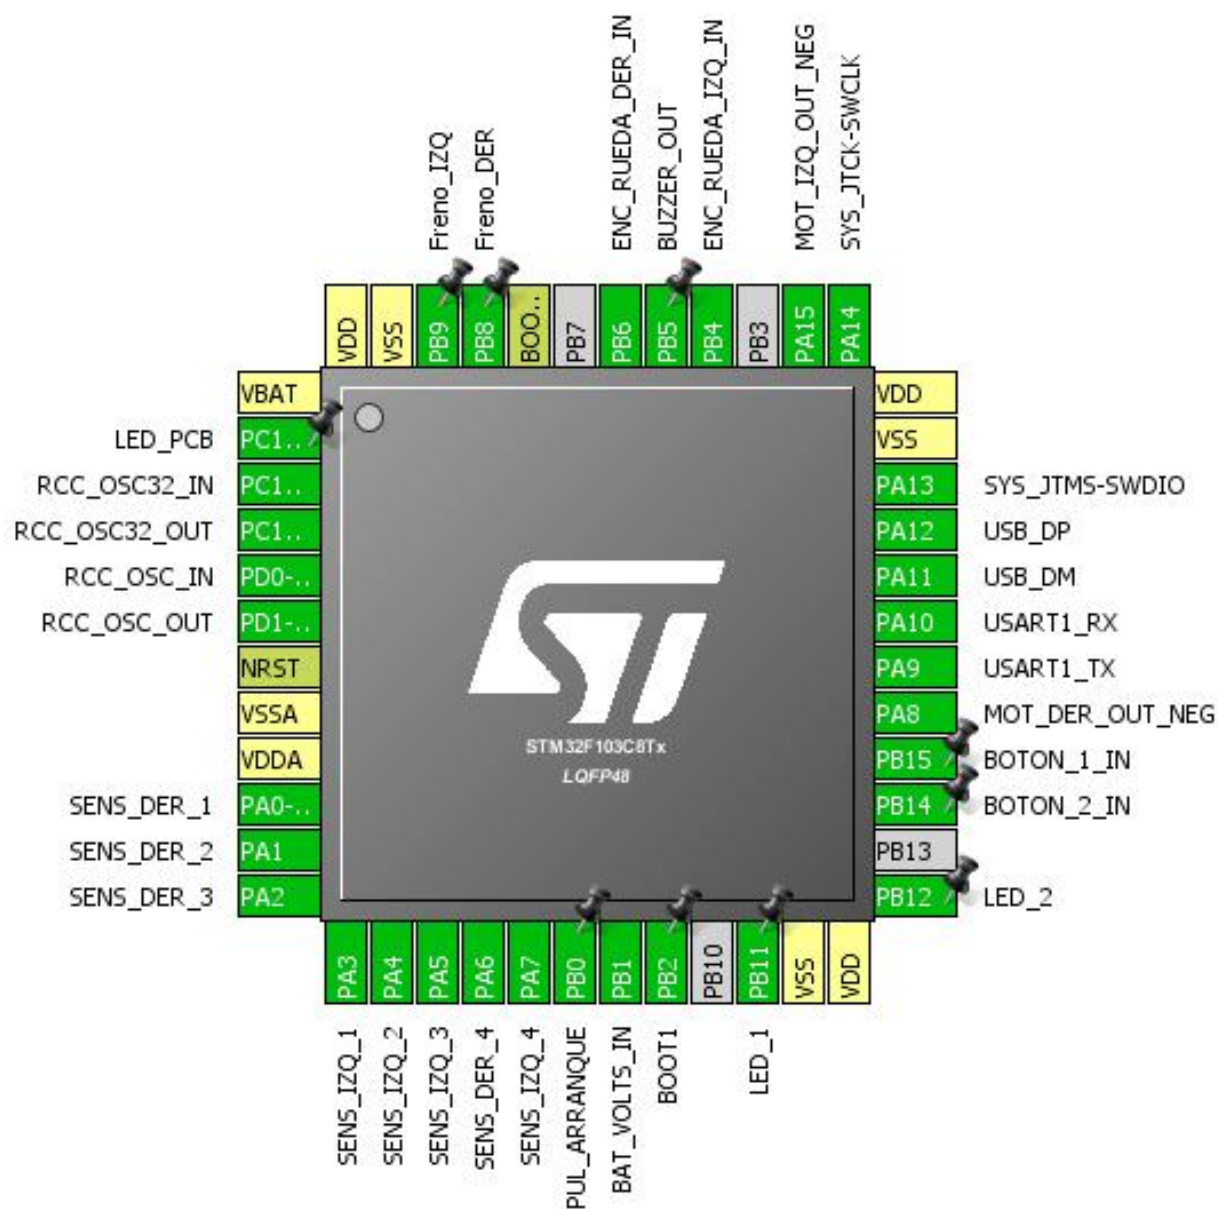 Freno_IZQ
Freno_DER
ENC_RUEDA_DER_IN
BUZZER_OUT
ENC_RUEDA_IZQ_IN
MOT_IZQ_OUT_NEG
SYS_JTCK-SWCLK
VDD
VSS
PB9
PB8
BOO..
PB7
PB6
PB5
PB4
PB3
PA15
PA14
VBAT
LED_PCB PC1..
RCC_OSC32_IN PC1..
RCC_OSC32_OUT PC1..
RCC_OSC_IN PD0-..
RCC_OSC_OUT PD1-..
NRST
VSSA
VDDA
SENS_DER_1 PA0-..
SENS_DER_2 PA1
SENS_DER_3 PA2
ST
STM32F103C8Tx
LQFP48
VDD
VSS
PA13 SYS_JTMS-SWDIO
PA12 USB_DP
PA11 USB_DM
PA10 USART1_RX
PA9 USART1_TX
PA8 MOT_DER_OUT_NEG
PB15 BOTON_1_IN
PB14 BOTON_2_IN
PB13
PB12 LED_2
PA3
PA4
PA5
PA6
PA7
PB0
PB1
PB2
PB10
PB11
VSS
VDD
SENS_IZQ_1
SENS_IZQ_2
SENS_IZQ_3
SENS_DER_4
SENS_IZQ_4
PUL_ARRANQUE
BAT_VOLTS_IN
BOOT1
LED_1